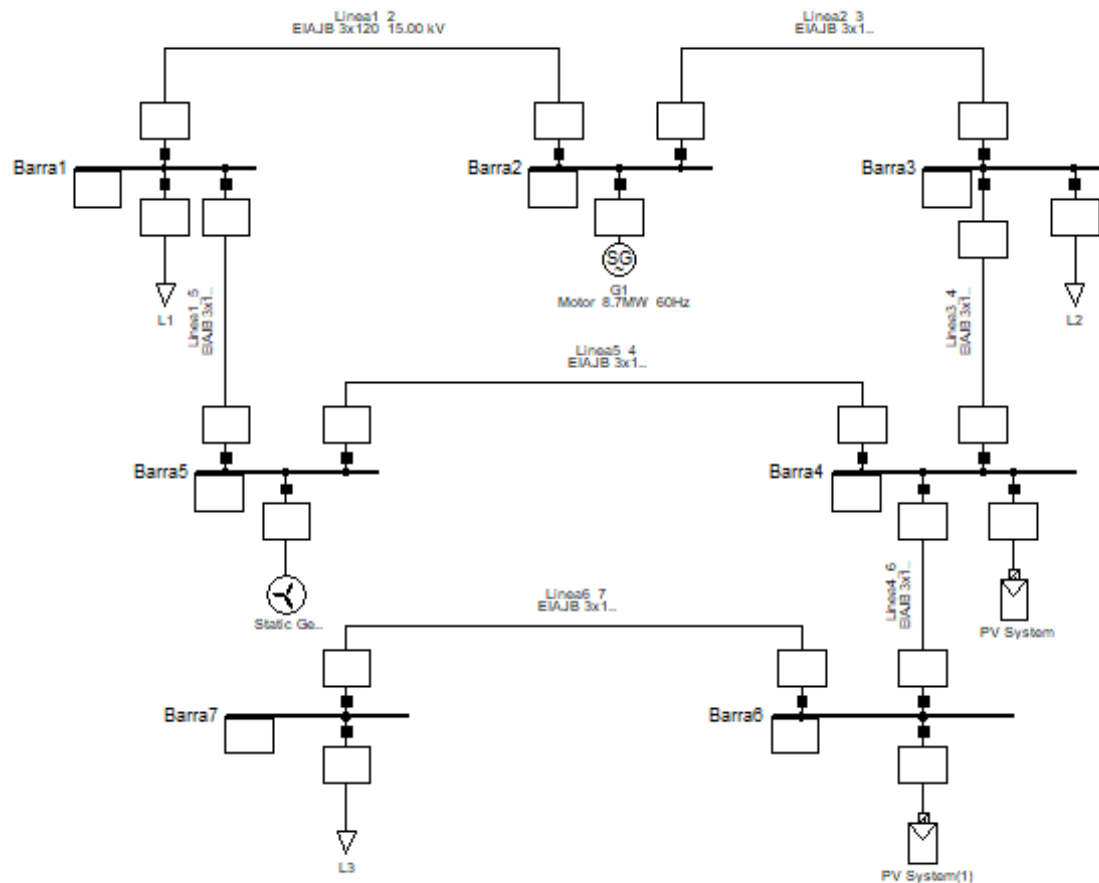 Linea1_2
EIAJB 3x120 15.00 kV
Linea2_3
EIAJB 3x1...
Barra1
Barra2
Barra3
L1
SG
G1
Motor 8.7MW 60Hz
L2
Linea1_5
EIAJB 3x1...
Linea3_4
EIAJB 3x1...
Linea5_4
EIAJB 3x1...
Barra5
Barra4
Static Ge..
Linea4_6
EIAJB 3x1...
PV System
Linea6_7
EIAJB 3x1...
Barra7
Barra6
L3
PV System(1)